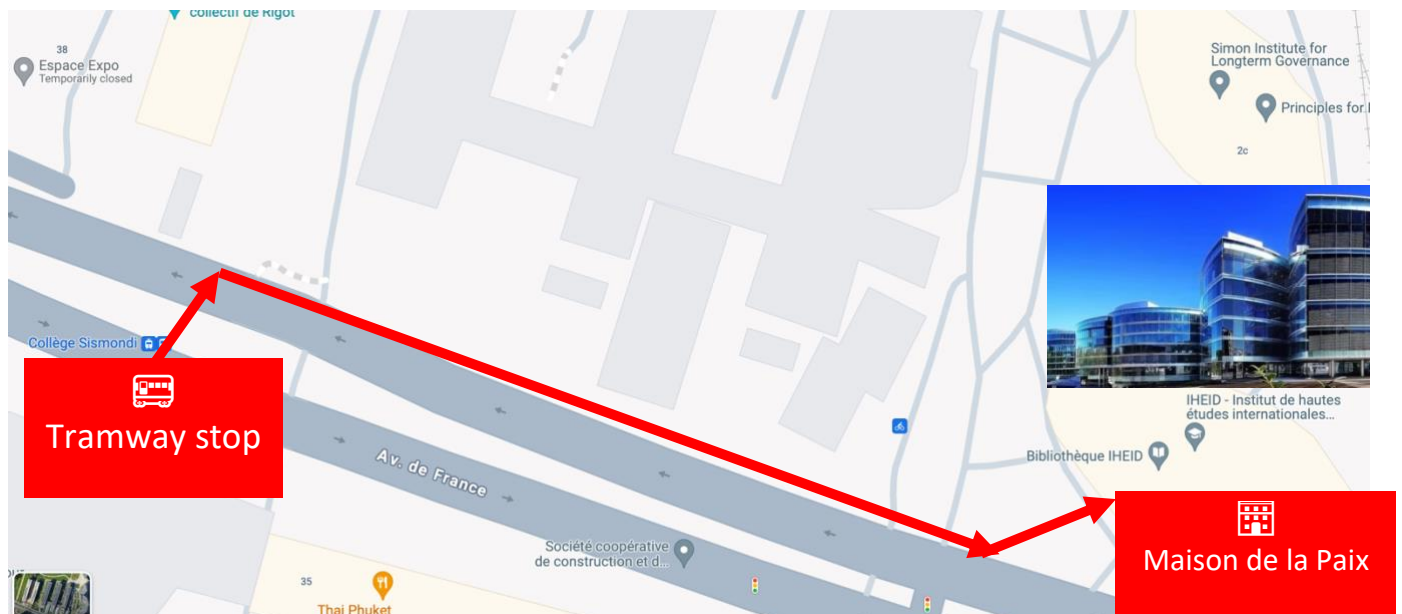 collectif de Rigot
38
Espace Expo
Temporarily closed
Simon Institute for
Longterm Governance
Principles for
2c
Collège Sismondi
Tramway stop
IHEID - Institut de hautes
études internationales...
Bibliothèque IHEID
Av. de France
Société coopérative
de construction et d...
Maison de la Paix
35
Thai Phuket